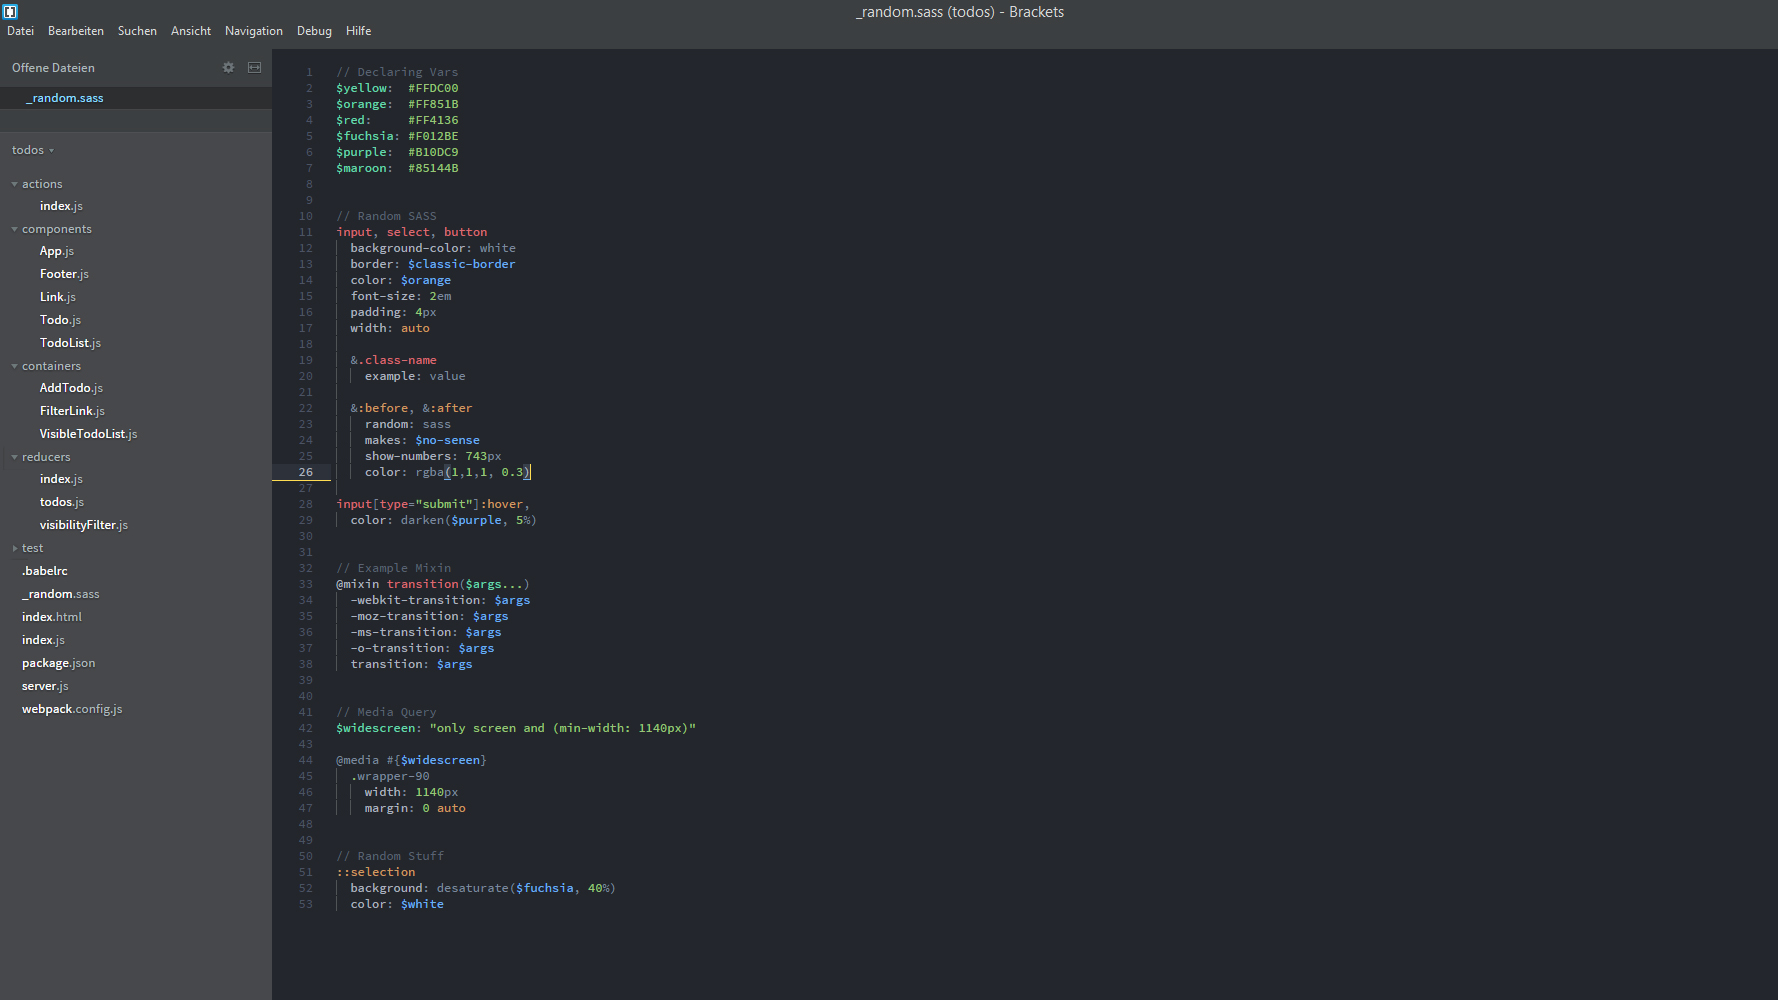 _random.sass (todos) - Brackets
Datei Bearbeiten Suchen Ansicht Navigation Debug Hilfe
Offene Dateien
_random.sass
todos
actions
index.js
components
App.js
Footer.js
Link.js
Todo.js
TodoList.js
containers
AddTodo.js
FilterLink.js
VisibleTodoList.js
reducers
index.js
todos.js
visibilityFilter.js
test
.babelrc
_random.sass
index.html
index.js
package.json
server.js
webpack.config.js
1 // Declaring Vars
2 $yellow: #FFDC00
3 $orange: #FF851B
4 $red: #FF4136
5 $fuchsia: #F012BE
6 $purple: #B10DC9
7 $maroon: #85144B
8
9
10 // Random SASS
11 input, select, button
12 background-color: white
13 border: $classic-border
14 color: $orange
15 font-size: 2em
16 padding: 4px
17 width: auto
18
19 &.class-name
20 example: value
21
22 &:before, &:after
23 random: sass
24 makes: $no-sense
25 show-numbers: 743px
26 color: rgba(1,1,1, 0.3)
27
28 input[type="submit"]:hover,
29 color: darken($purple, 5%)
30
31
32 // Example Mixin
33 @mixin transition($args...)
34 -webkit-transition: $args
35 -moz-transition: $args
36 -ms-transition: $args
37 -o-transition: $args
38 transition: $args
39
40
41 // Media Query
42 $widescreen: "only screen and (min-width: 1140px)"
43
44 @media #{$widescreen}
45 .wrapper-90
46 width: 1140px
47 margin: 0 auto
48
49
50 // Random Stuff
51 ::selection
52 background: desaturate($fuchsia, 40%)
53 color: $white